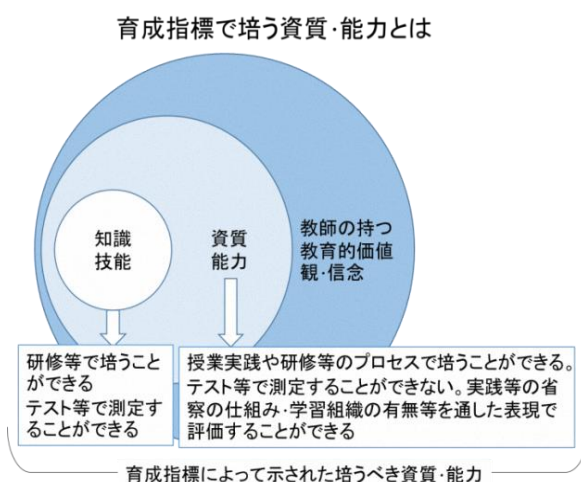 育成指標で培う資質・能力とは
知識
技能
資質
能力
教師の持つ
教育的価値
観・信念
研修等で培うこと
ができる
テスト等で測定す
ることができる
授業実践や研修等のプロセスで培うことができる。
テスト等で測定することができない。実践等の省
察の仕組み・学習組織の有無等を通した表現で
評価することができる
育成指標によって示された培うべき資質・能力